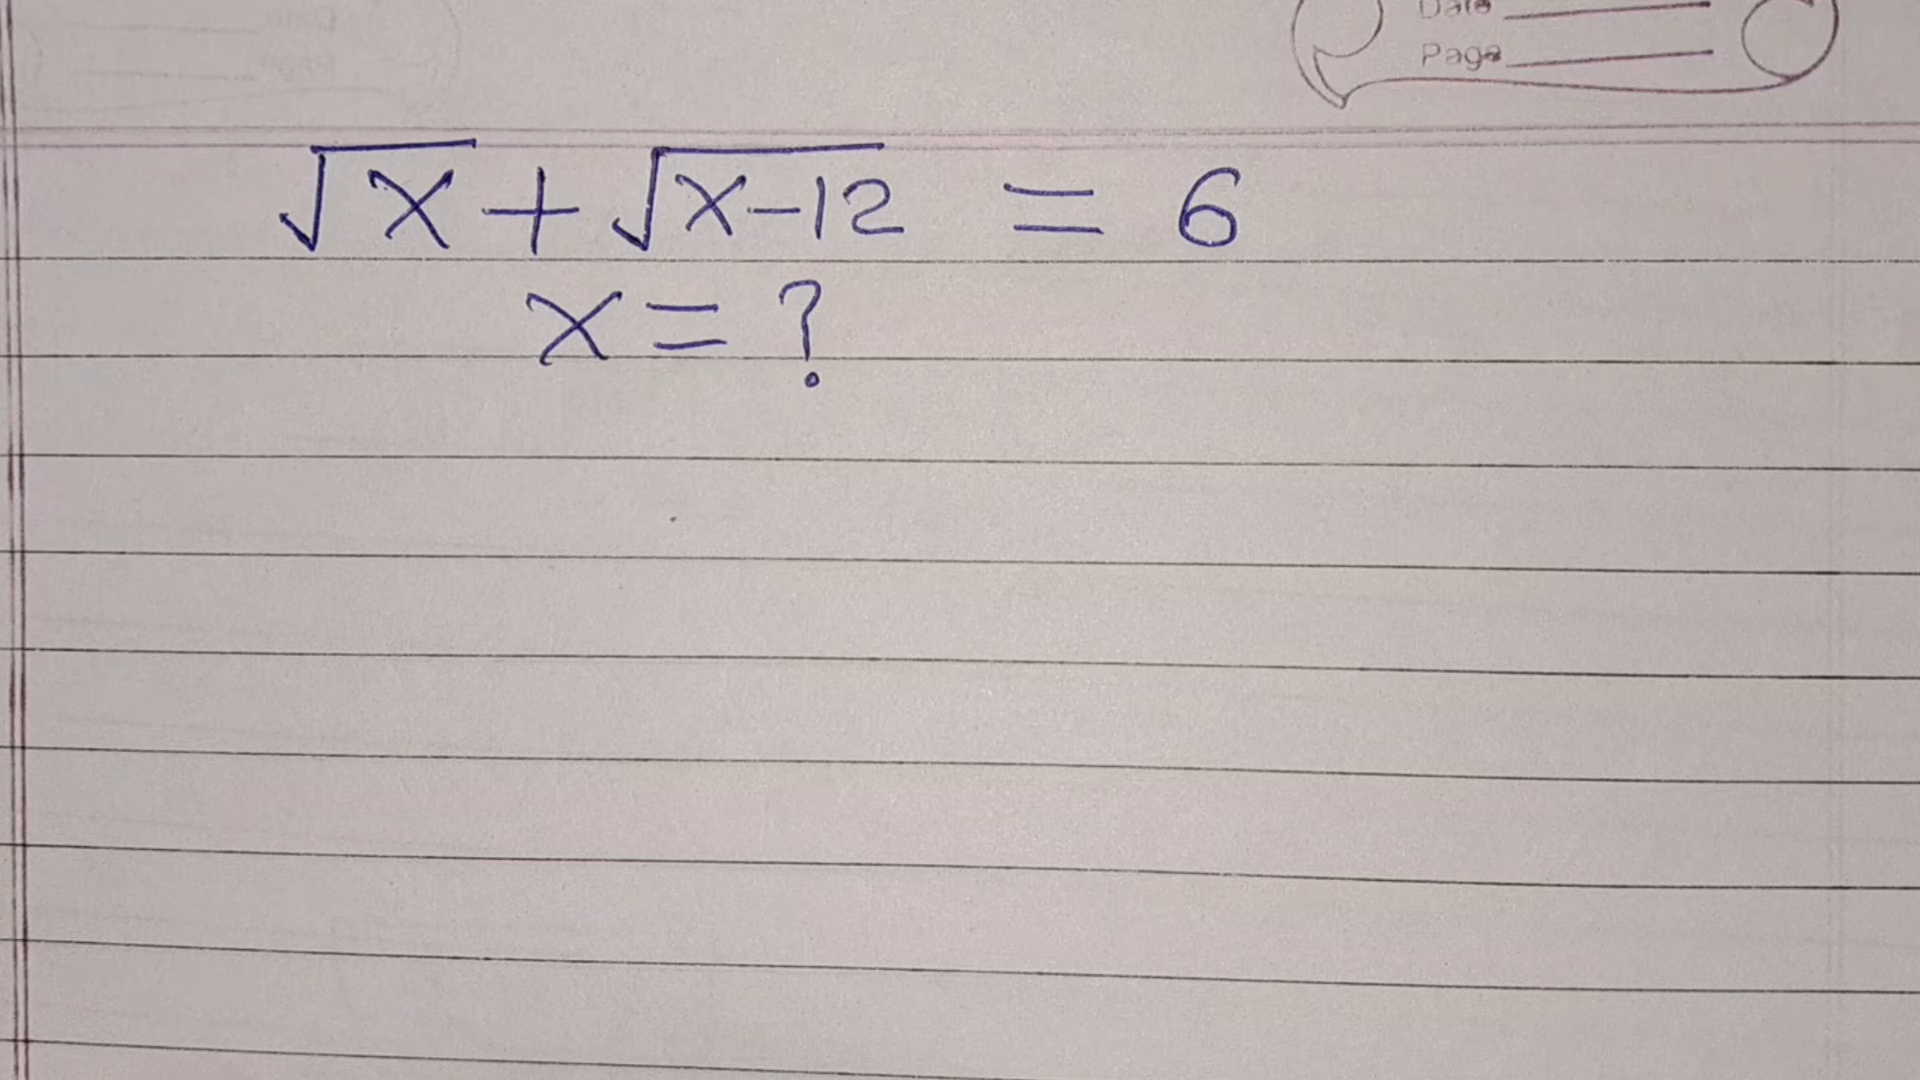 Date
Page
√x + √x-12 = 6
x = ?